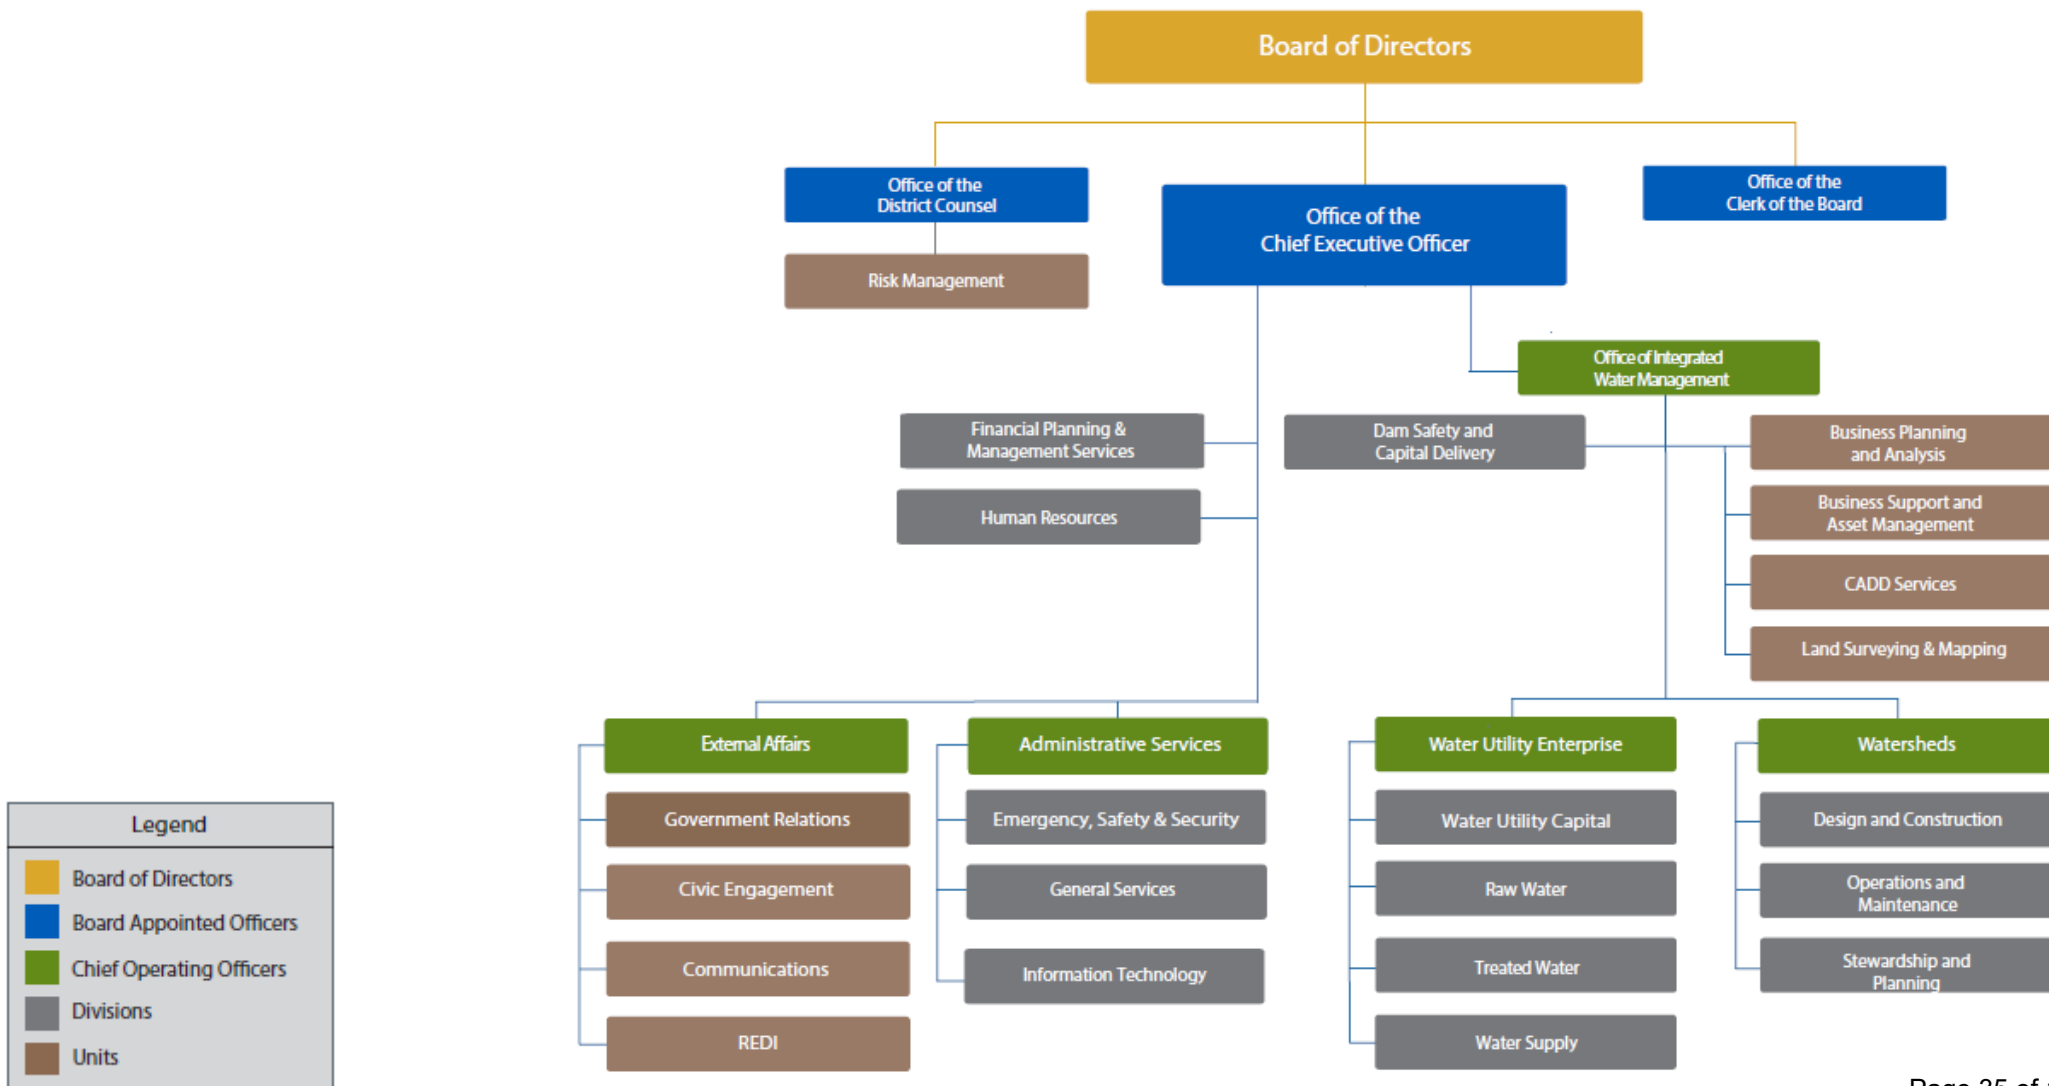 Board of Directors
Office of the
District Counsel
Office of the
Chief Executive Officer
Office of the
Clerk of the Board
Risk Management
Office of Integrated
Water Management
Financial Planning &
Management Services
Dam Safety and
Capital Delivery
Business Planning
and Analysis
Human Resources
Business Support and
Asset Management
CADD Services
Land Surveying & Mapping
External Affairs
Government Relations
Civic Engagement
Communications
REDI
Administrative Services
Emergency, Safety & Security
General Services
Information Technology
Water Utility Enterprise
Water Utility Capital
Raw Water
Treated Water
Water Supply
Watersheds
Design and Construction
Operations and
Maintenance
Stewardship and
Planning
Legend
Board of Directors
Board Appointed Officers
Chief Operating Officers
Divisions
Units
Page 35 of